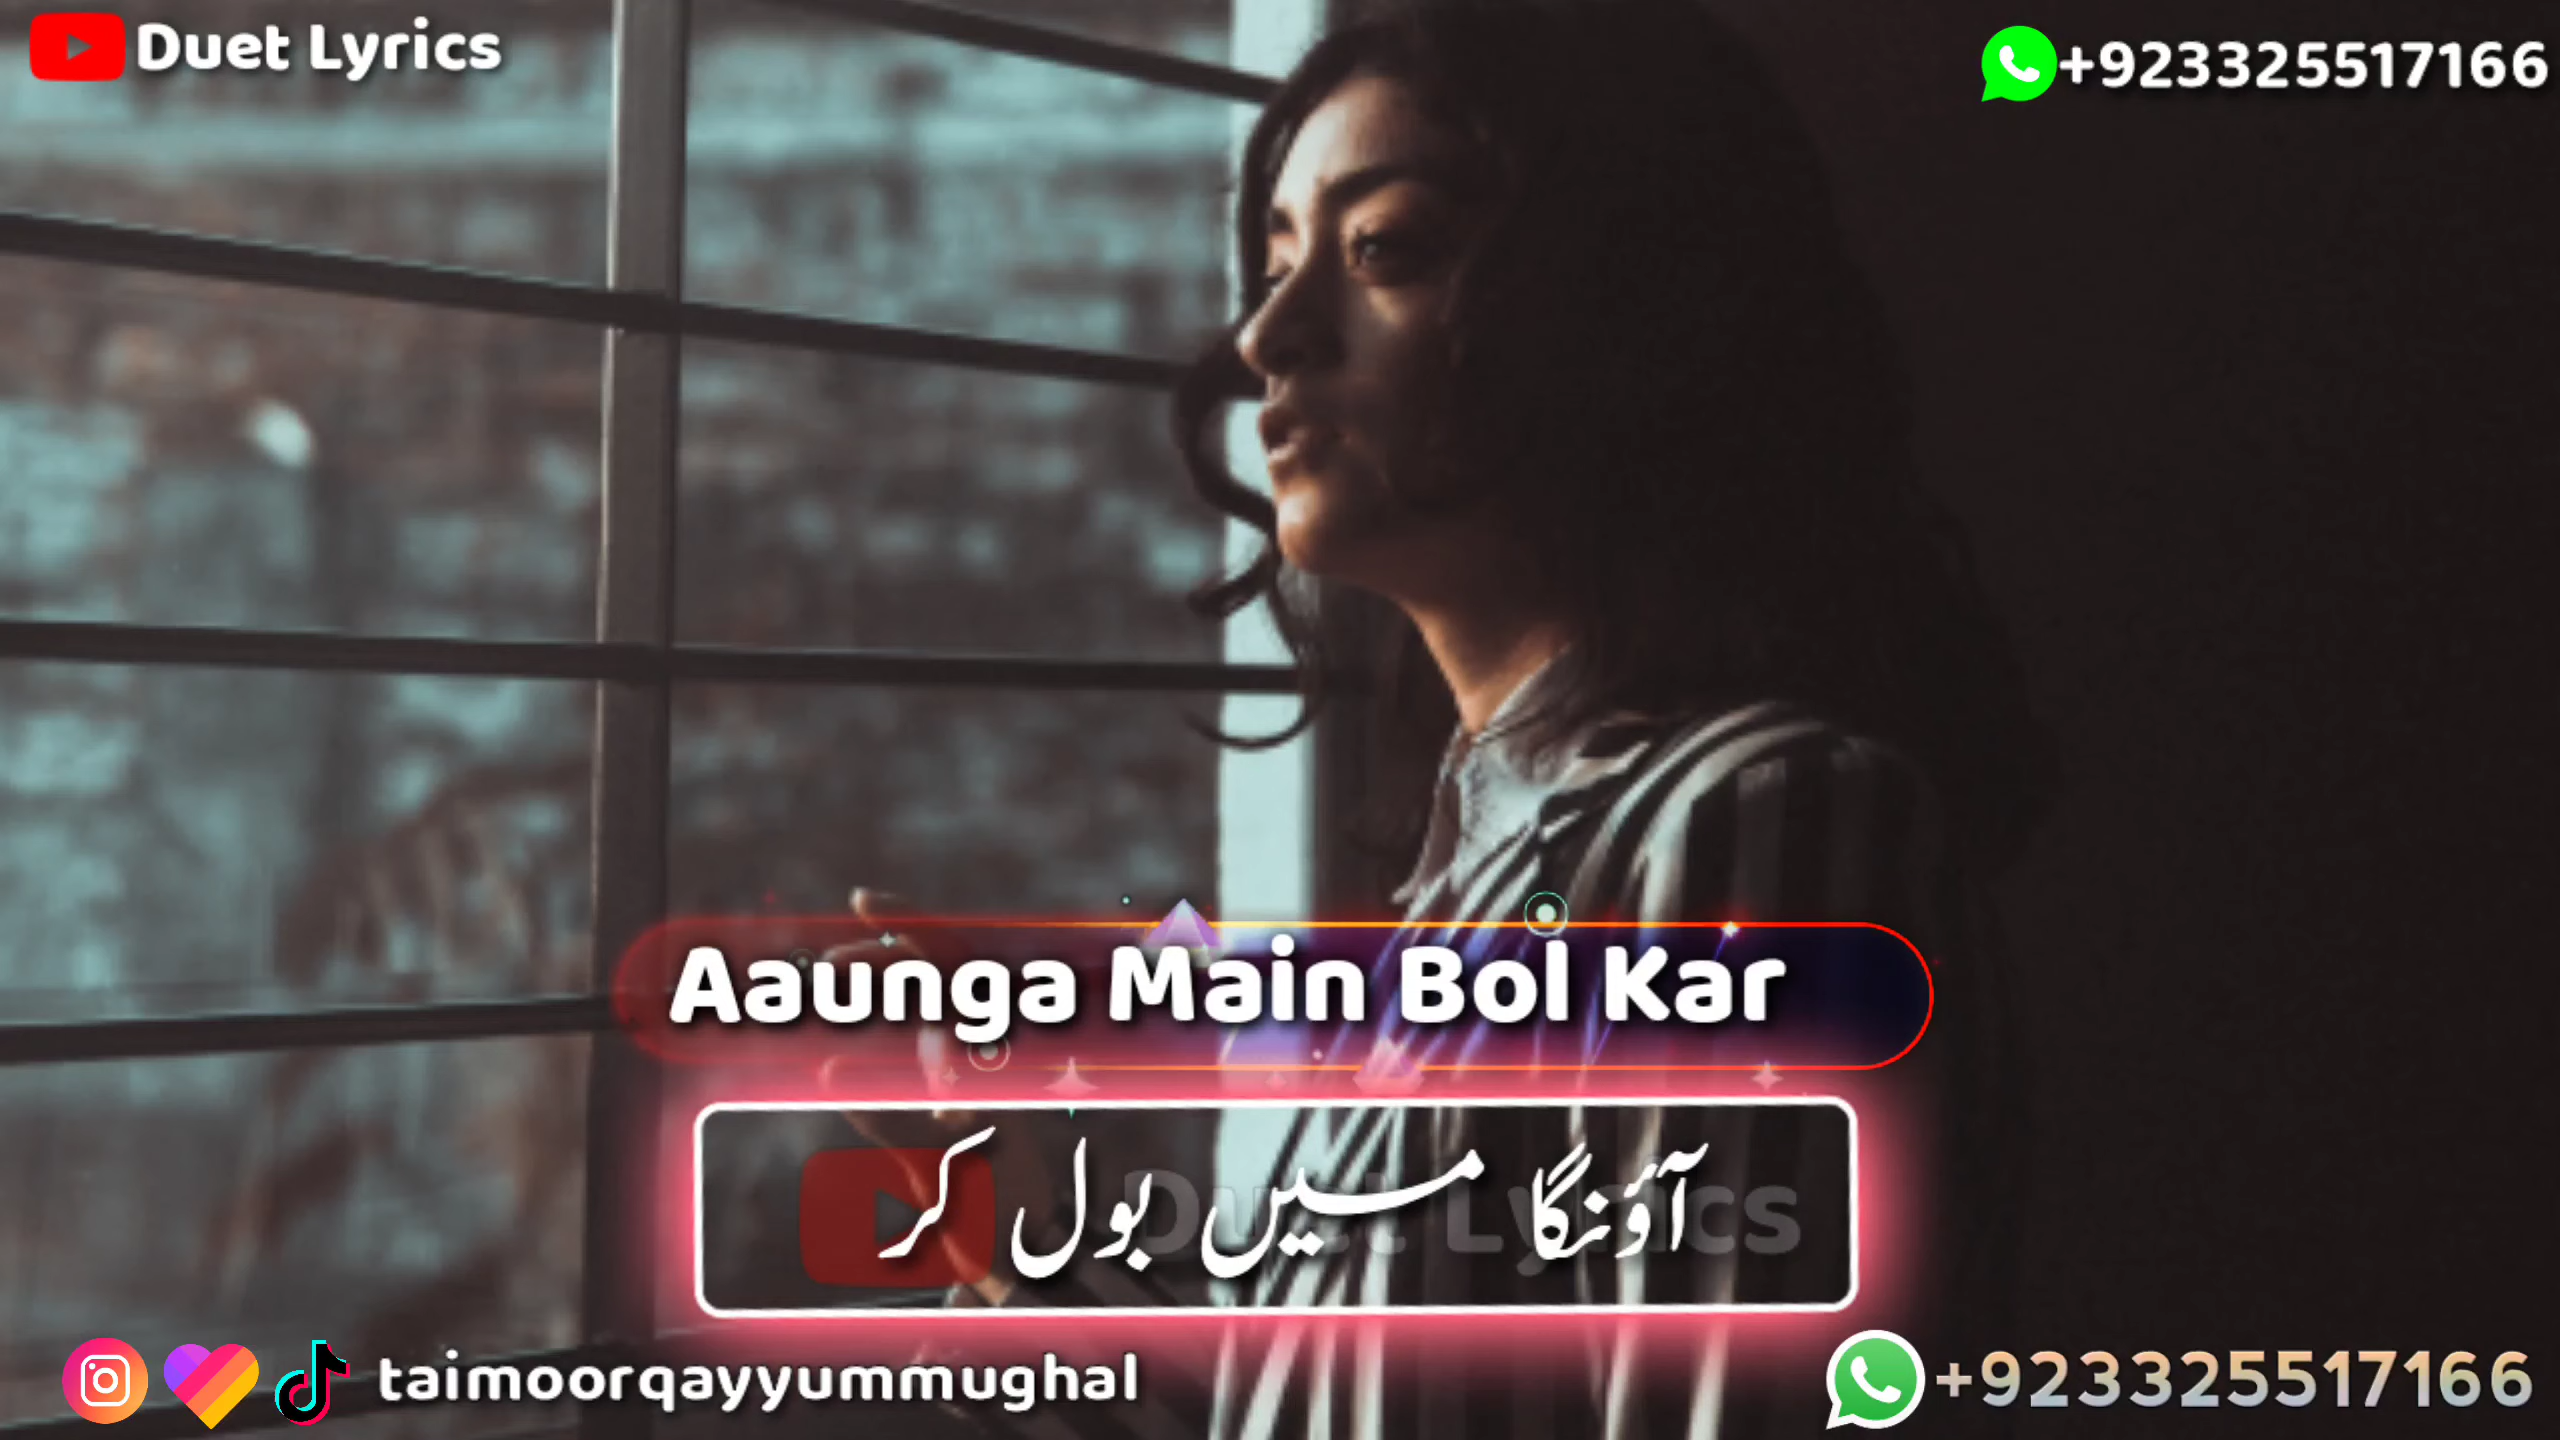 Duet Lyrics
+923325517166
Aaunga Main Bol Kar
آؤنگا میں بول کر
Duet Lyrics
taimoorqayyummughal
+923325517166